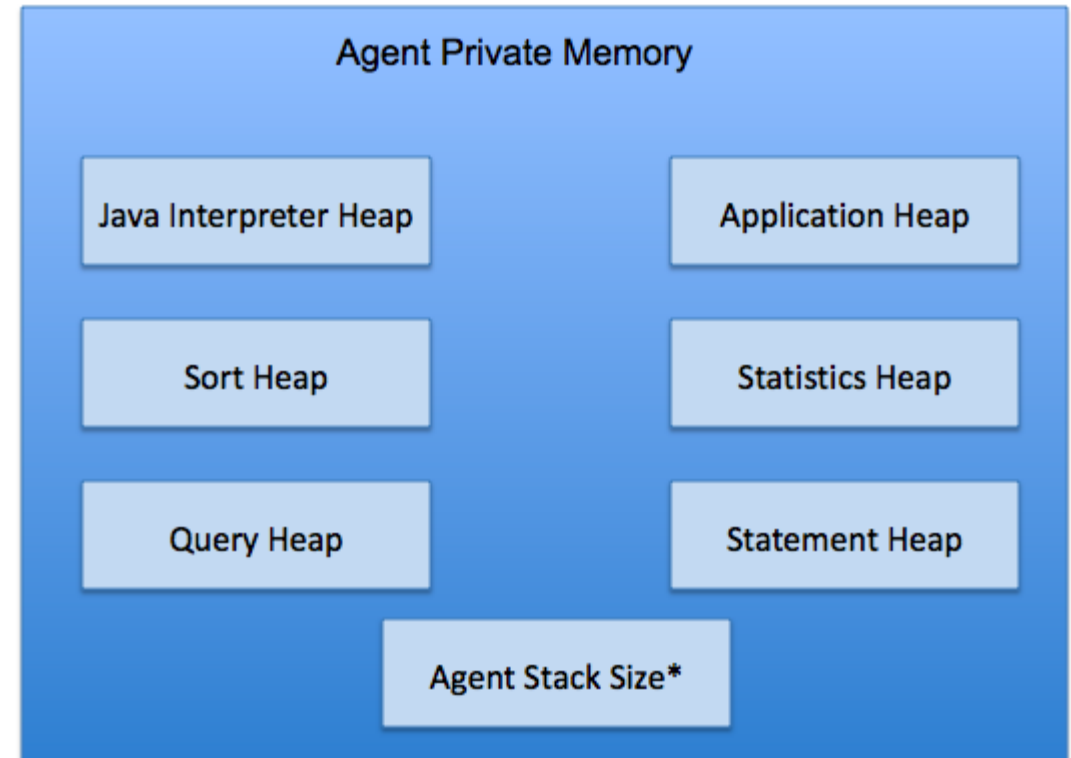 Agent Private Memory
Java Interpreter Heap
Application Heap
Sort Heap
Statistics Heap
Query Heap
Statement Heap
Agent Stack Size*